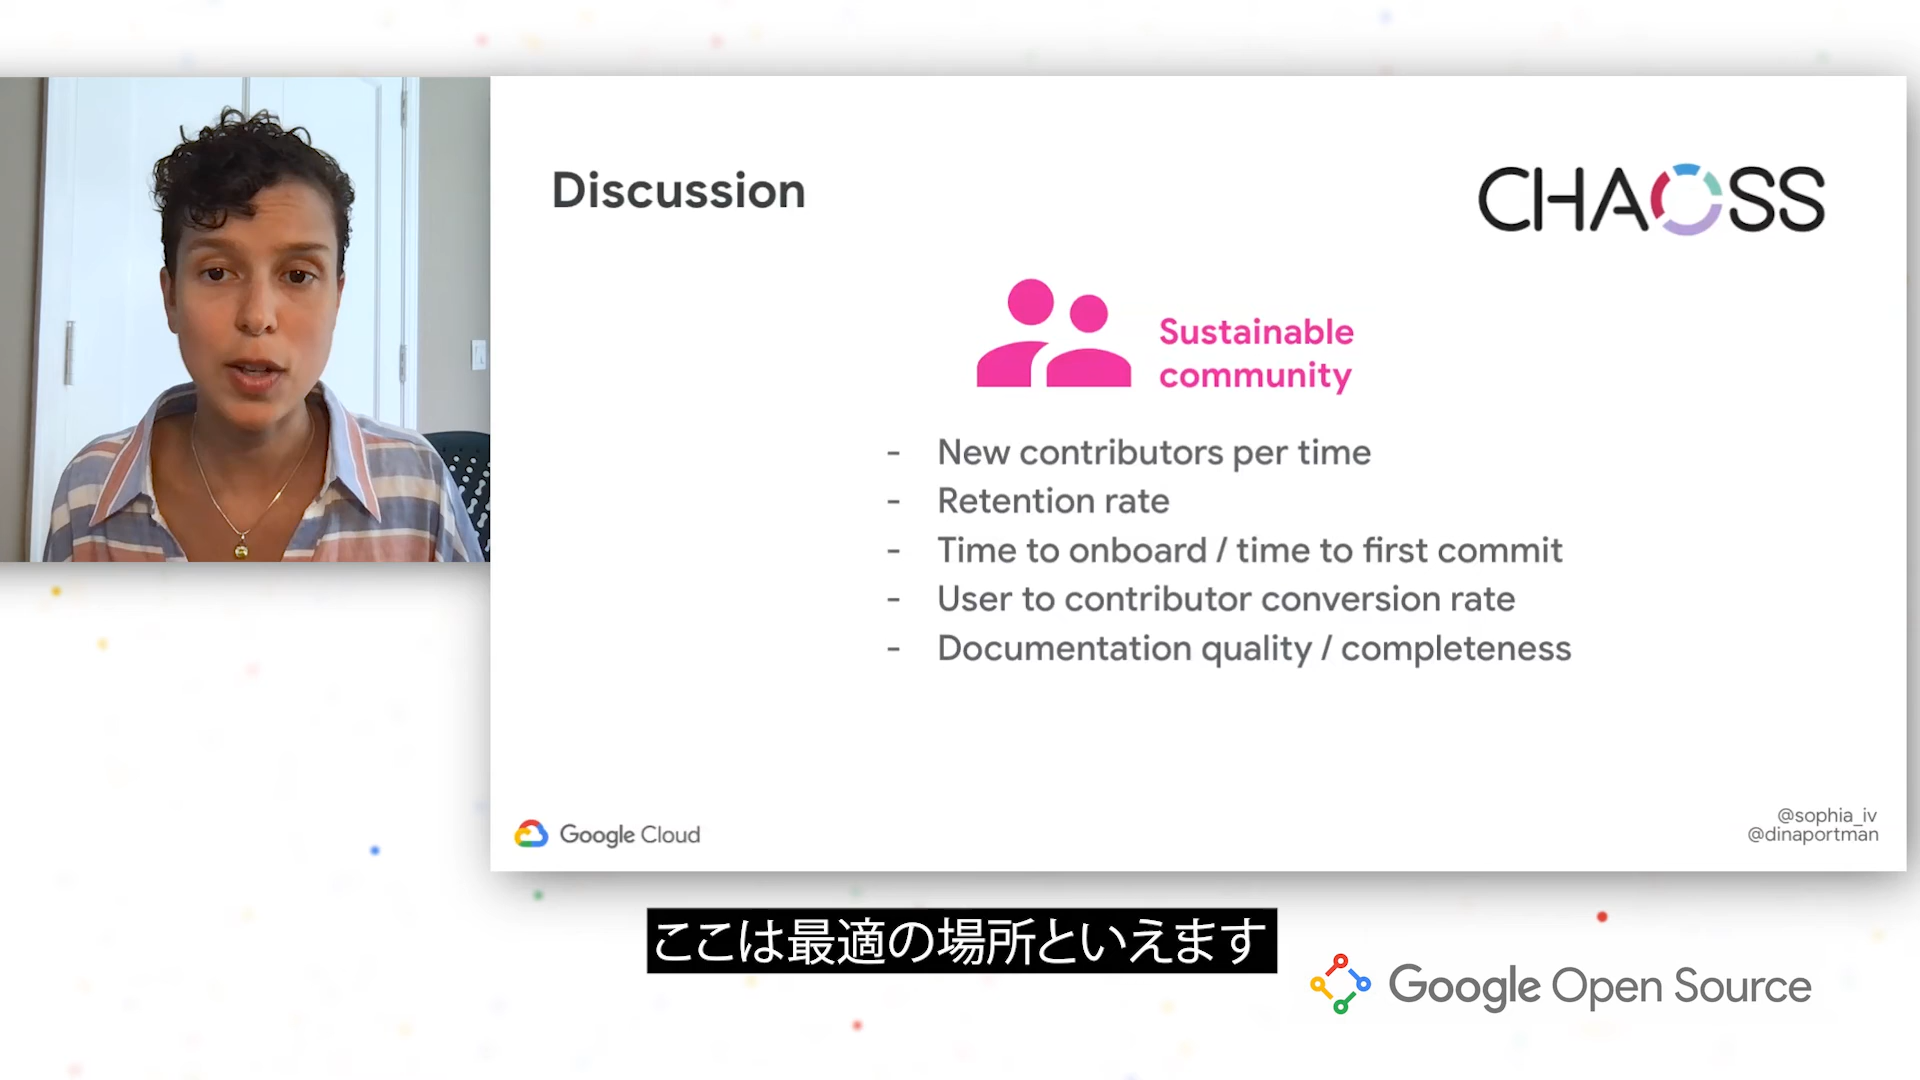 Discussion
CHAOSS
Sustainable
community
- New contributors per time
- Retention rate
- Time to onboard / time to first commit
- User to contributor conversion rate
- Documentation quality / completeness
Google Cloud
@sophia_iv
@dinaportman
ここは最適の場所といえます
Google Open Source